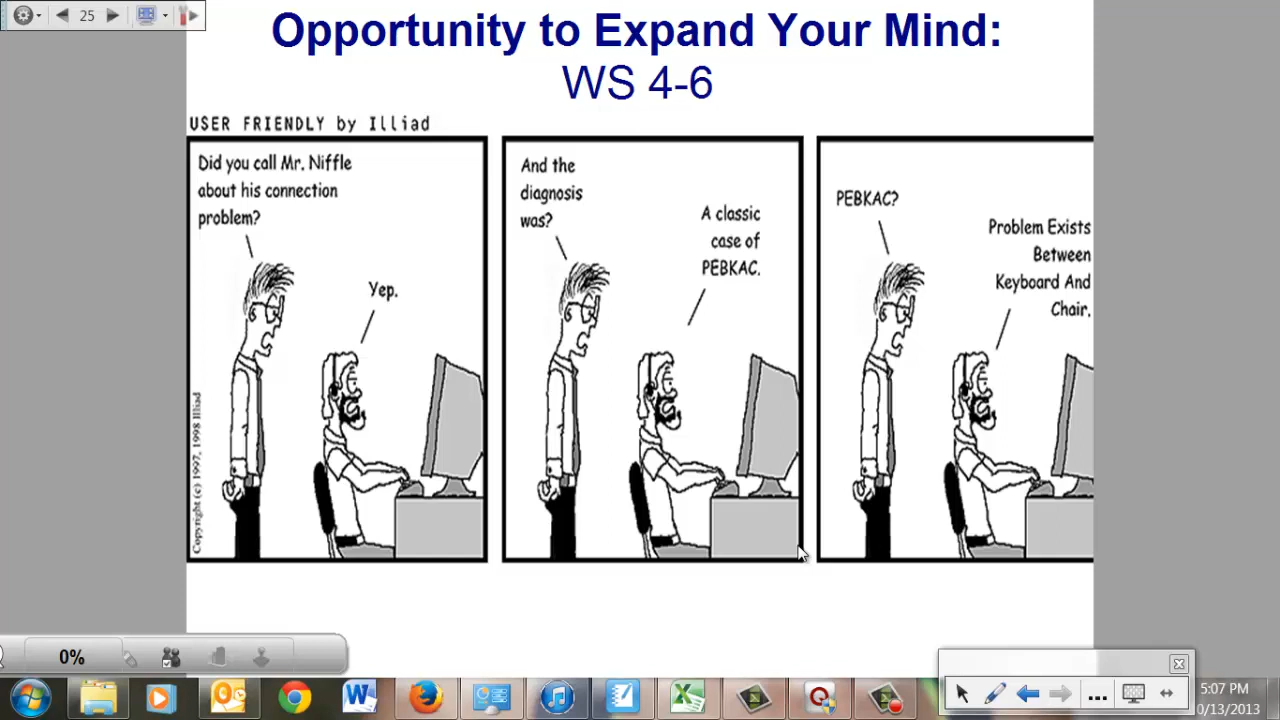 25
Opportunity to Expand Your Mind:
WS 4-6
USER FRIENDLY by Illiad
Did you call Mr. Niffle
about his connection
problem?
Yep.
Copyright (c) 1997, 1998 Illiad
And the
diagnosis
was?
A classic
case of
PEBKAC.
PEBKAC?
Problem Exists
Between
Keyboard And
Chair.
0%
5:07 PM
0/13/2013